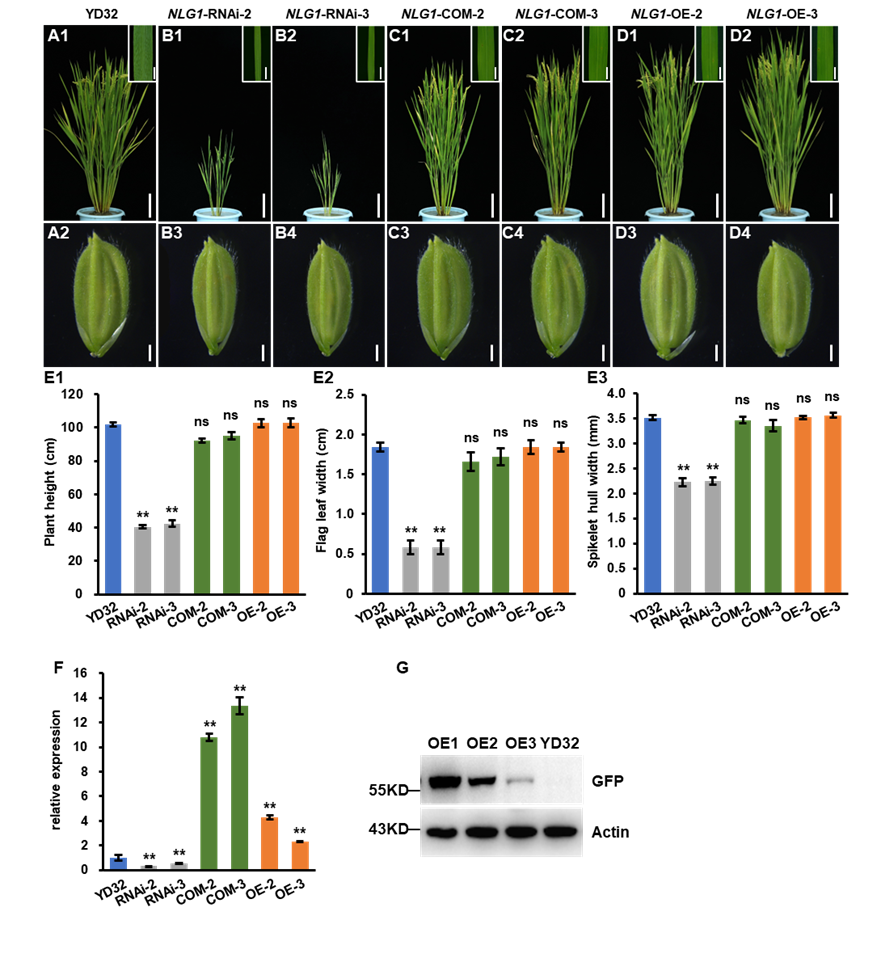 YD32 NLG1-RNAi-2 NLG1-RNAi-3 NLG1-COM-2 NLG1-COM-3 NLG1-OE-2 NLG1-OE-3
A1 B1 B2 C1 C2 D1 D2
A2 B3 B4 C3 C4 D3 D4
E1
Plant height (cm)
120
100
80
60
40
20
0
** ** ns ns ns ns
YD32 RNAi-2 RNAi-3 COM-2 COM-3 OE-2 OE-3
E2
Flag leaf width (cm)
2.5
2.0
1.5
1.0
0.5
0
** ** ns ns ns ns
YD32 RNAi-2 RNAi-3 COM-2 COM-3 OE-2 OE-3
E3
Spikelet hull width (mm)
4.0
3.5
3.0
2.5
2.0
1.5
1.0
0.5
0
** ** ns ns ns ns
YD32 RNAi-2 RNAi-3 COM-2 COM-3 OE-2 OE-3
F
relative expression
16
14
12
10
8
6
4
2
0
** ** ** ** ** **
YD32 RNAi-2 RNAi-3 COM-2 COM-3 OE-2 OE-3
G
OE1 OE2 OE3 YD32
55KD GFP
43KD Actin